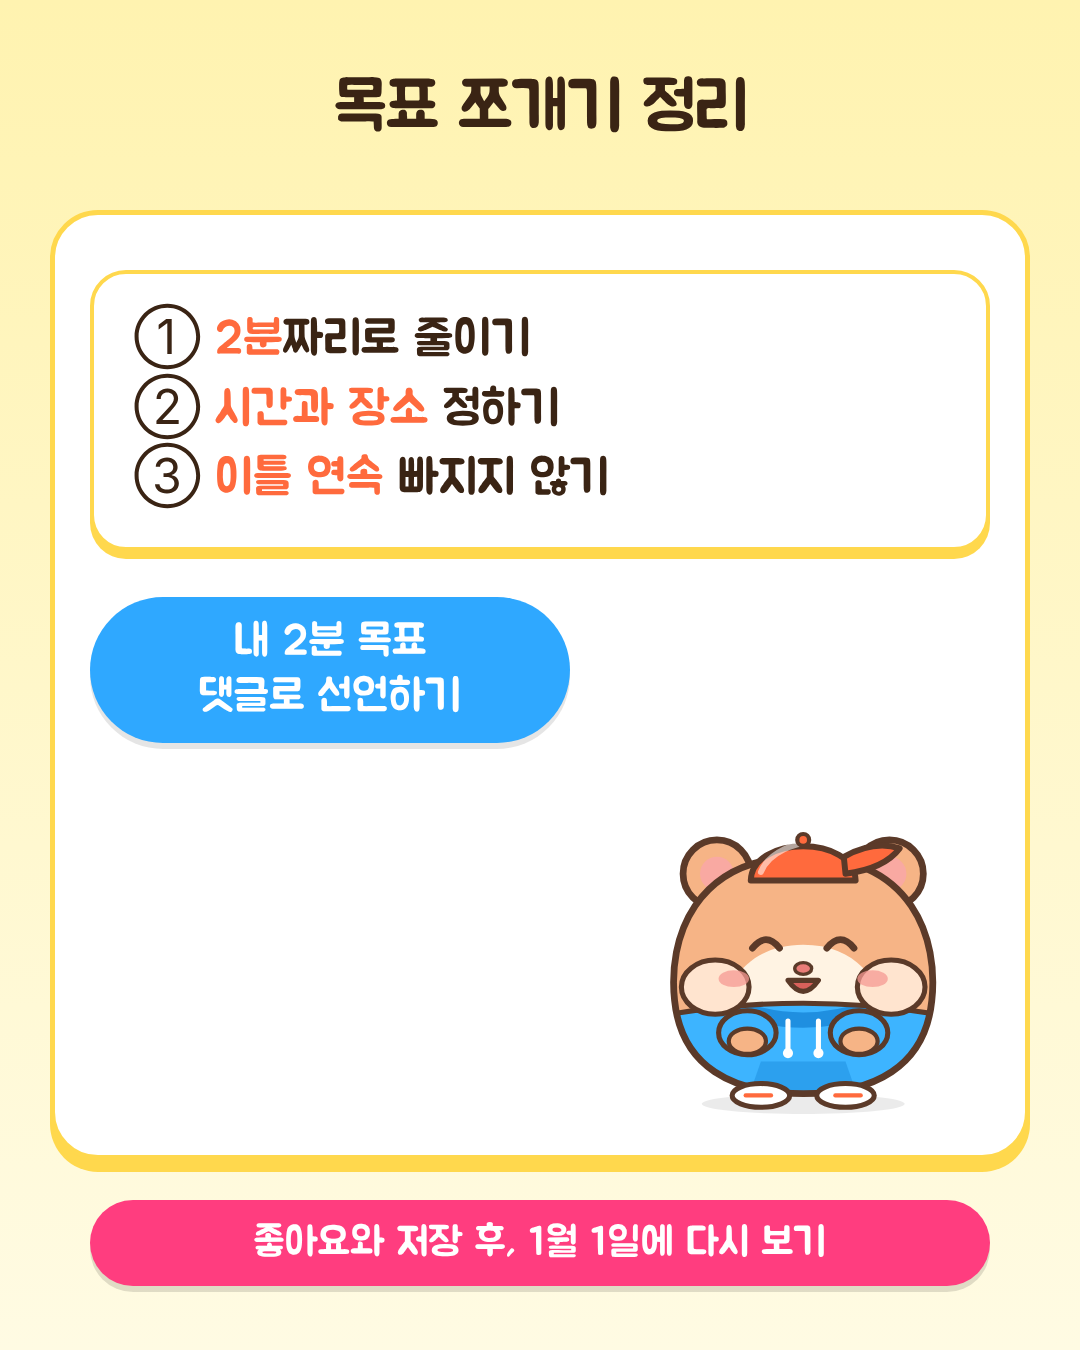 목표 쪼개기 정리
① 2분짜리로 줄이기
② 시간과 장소 정하기
③ 이틀 연속 빠지지 않기
내 2분 목표
댓글로 선언하기
좋아요와 저장 후, 1월 1일에 다시 보기